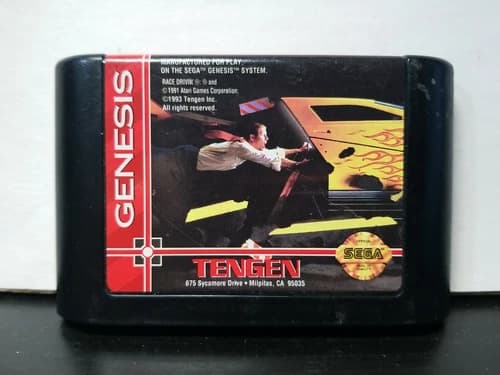 GENESIS
MANUFACTURED FOR PLAY
ON THE SEGA™ GENESIS™ SYSTEM.
RACE DRIVIN'® and
©1991 Atari Games Corporation;
©1993 Tengen Inc.
All rights reserved.
SEGA
TENGEN
675 Sycamore Drive • Milpitas, CA 95035